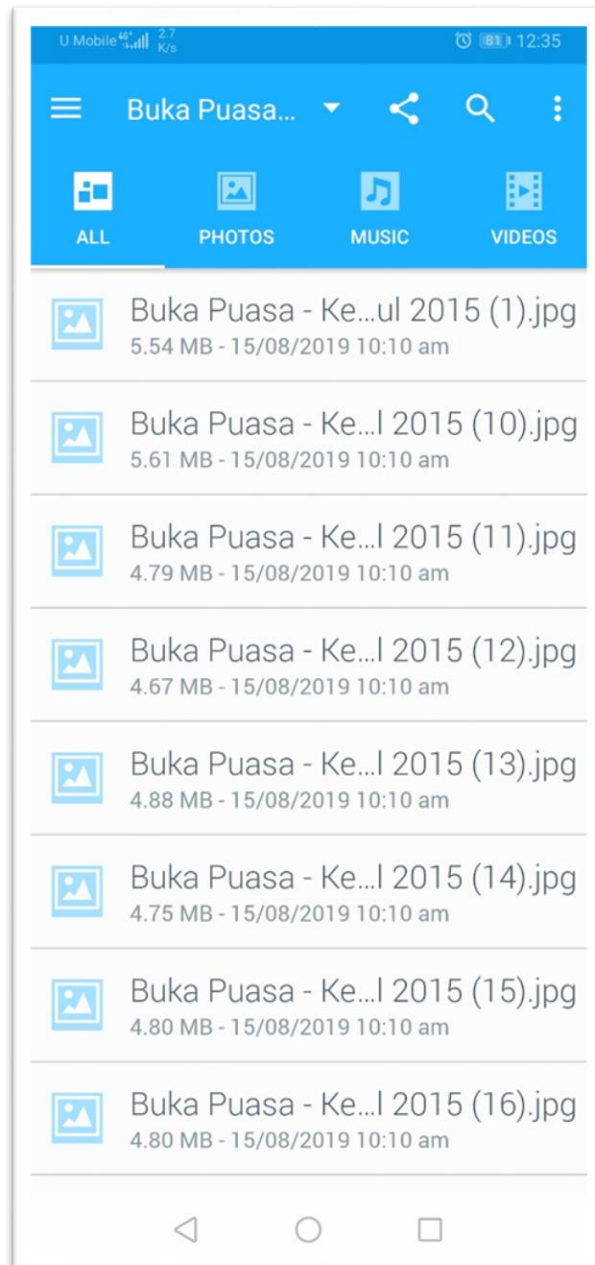 U Mobile 4G+ 2.7 K/s 81 12:35
Buka Puasa...
ALL PHOTOS MUSIC VIDEOS
Buka Puasa - Ke...ul 2015 (1).jpg
5.54 MB - 15/08/2019 10:10 am
Buka Puasa - Ke...l 2015 (10).jpg
5.61 MB - 15/08/2019 10:10 am
Buka Puasa - Ke...l 2015 (11).jpg
4.79 MB - 15/08/2019 10:10 am
Buka Puasa - Ke...l 2015 (12).jpg
4.67 MB - 15/08/2019 10:10 am
Buka Puasa - Ke...l 2015 (13).jpg
4.88 MB - 15/08/2019 10:10 am
Buka Puasa - Ke...l 2015 (14).jpg
4.75 MB - 15/08/2019 10:10 am
Buka Puasa - Ke...l 2015 (15).jpg
4.80 MB - 15/08/2019 10:10 am
Buka Puasa - Ke...l 2015 (16).jpg
4.80 MB - 15/08/2019 10:10 am